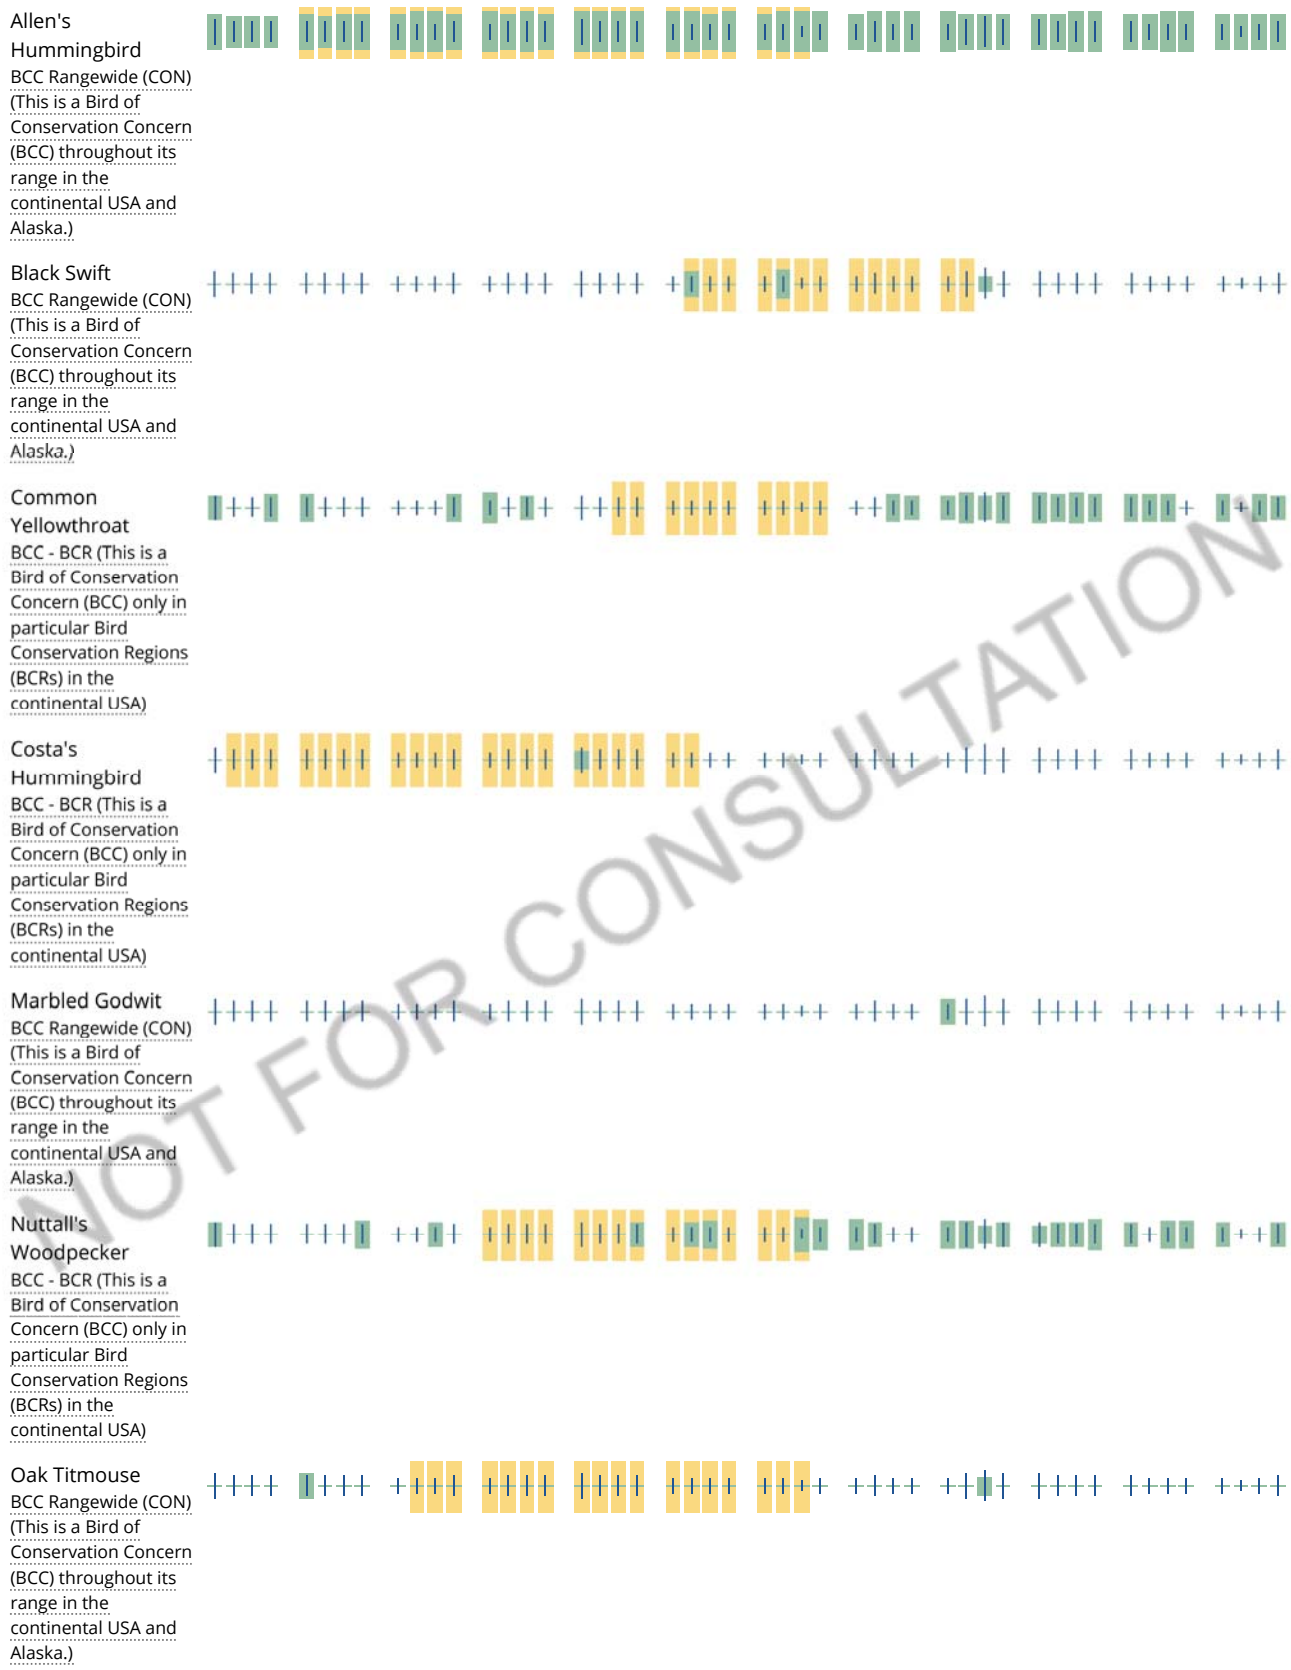 Allen's
Hummingbird
BCC Rangewide (CON)
(This is a Bird of
Conservation Concern
(BCC) throughout its
range in the
continental USA and
Alaska.)
Black Swift
BCC Rangewide (CON)
(This is a Bird of
Conservation Concern
(BCC) throughout its
range in the
continental USA and
Alaska.)
Common
Yellowthroat
BCC - BCR (This is a
Bird of Conservation
Concern (BCC) only in
particular Bird
Conservation Regions
(BCRs) in the
continental USA)
Costa's
Hummingbird
BCC - BCR (This is a
Bird of Conservation
Concern (BCC) only in
particular Bird
Conservation Regions
(BCRs) in the
continental USA)
Marbled Godwit
BCC Rangewide (CON)
(This is a Bird of
Conservation Concern
(BCC) throughout its
range in the
continental USA and
Alaska.)
Nuttall's
Woodpecker
BCC - BCR (This is a
Bird of Conservation
Concern (BCC) only in
particular Bird
Conservation Regions
(BCRs) in the
continental USA)
Oak Titmouse
BCC Rangewide (CON)
(This is a Bird of
Conservation Concern
(BCC) throughout its
range in the
continental USA and
Alaska.)
NOT FOR CONSULTATION